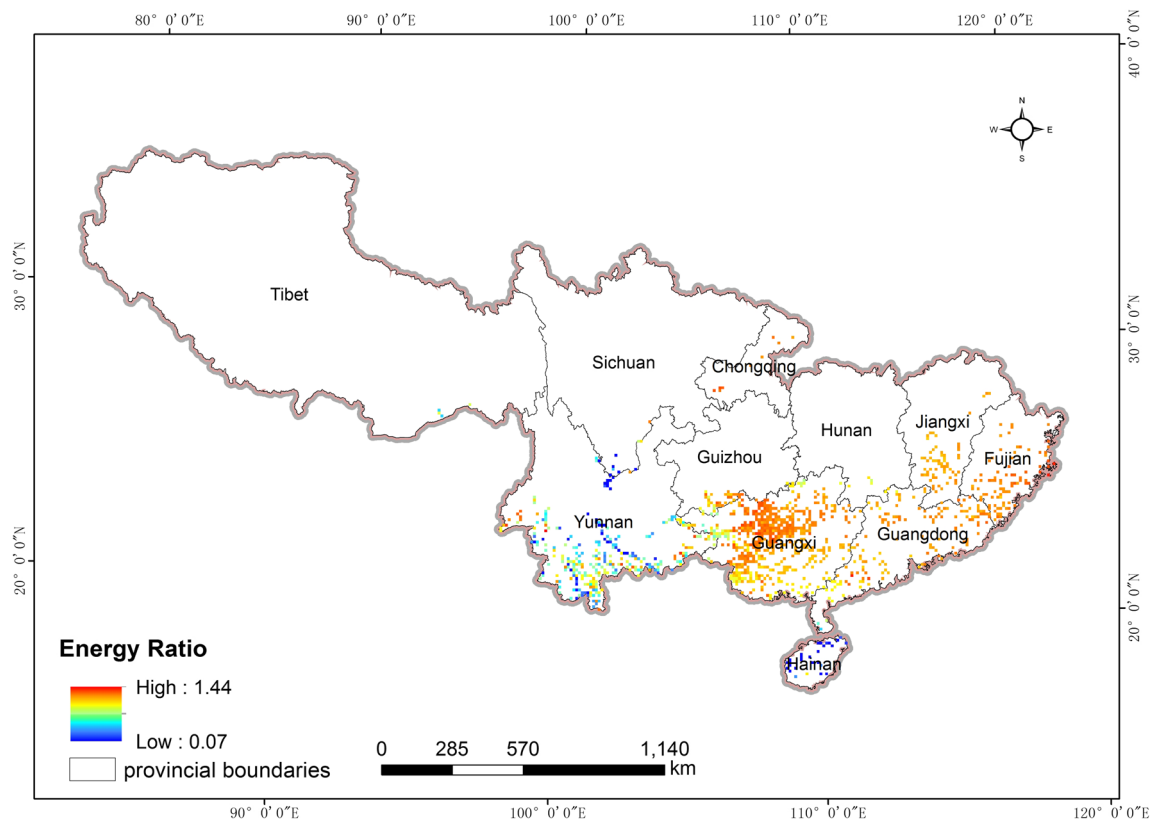 80° 0'0"E 90° 0'0"E 100° 0'0"E 110° 0'0"E 120° 0'0"E
40° 0'0"N
N
W E
S
30° 0'0"N
Tibet
30° 0'0"N
Sichuan
Chongqing
Jiangxi
Hunan
Guizhou
Fujian
Yunnan
Guangdong
Guangxi
20° 0'0"N
20° 0'0"N
Hainan
Energy Ratio
High : 1.44
Low : 0.07
provincial boundaries
0 285 570 1,140
km
90° 0'0"E 100° 0'0"E 110° 0'0"E 120° 0'0"E